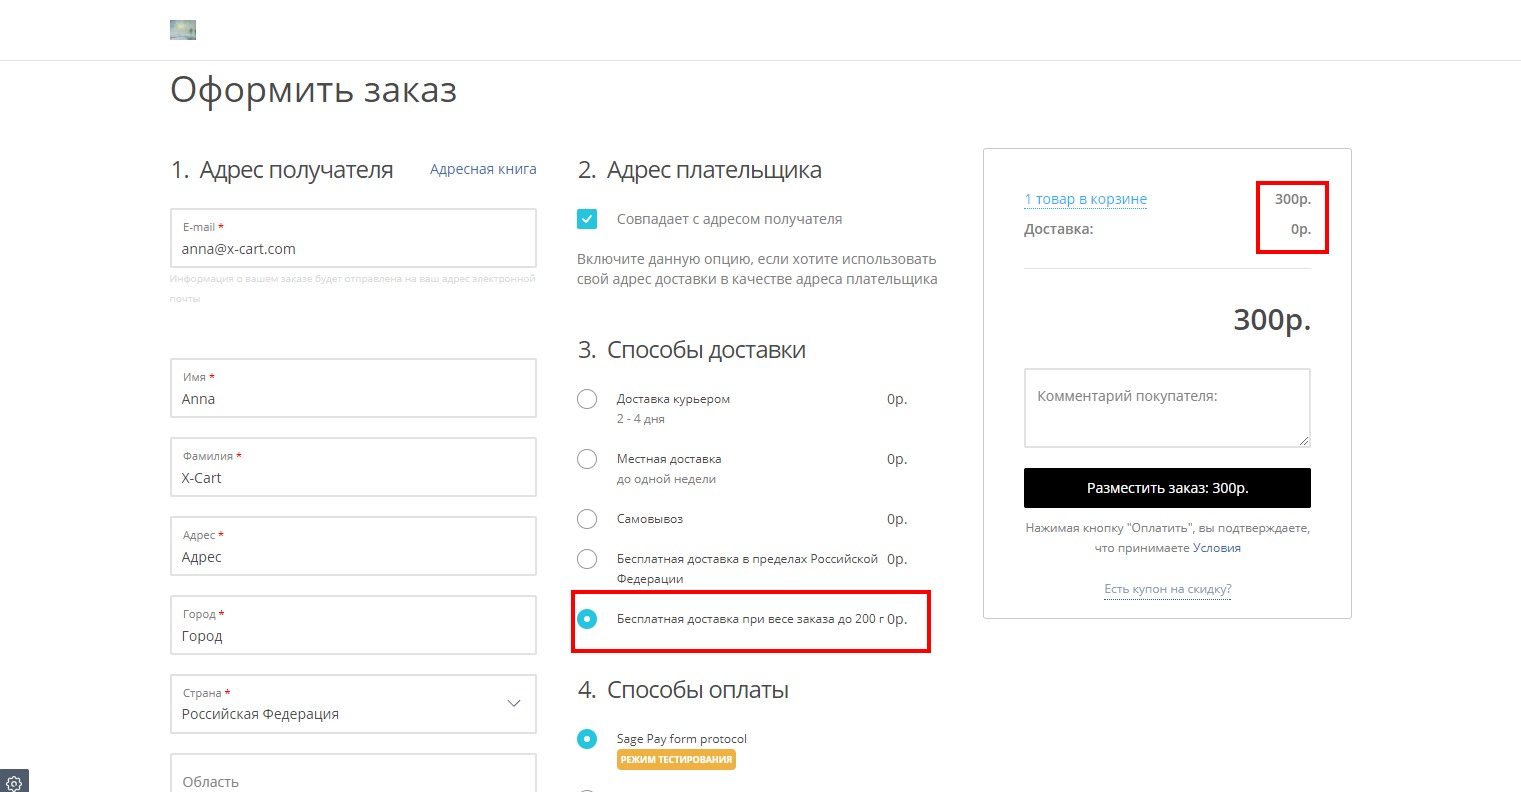 Оформить заказ
1. Адрес получателя
Адресная книга
E-mail *
anna@x-cart.com
Информация о вашем заказе будет отправлена на ваш адрес электронной
почты
Имя *
Anna
Фамилия *
X-Cart
Адрес *
Адрес
Город *
Город
Страна *
Российская Федерация
Область
2. Адрес плательщика
Совпадает с адресом получателя
Включите данную опцию, если хотите использовать
свой адрес доставки в качестве адреса плательщика
3. Способы доставки
Доставка курьером 0р.
2 - 4 дня
Местная доставка 0р.
до одной недели
Самовывоз 0р.
Бесплатная доставка в пределах Российской 0р.
Федерации
Бесплатная доставка при весе заказа до 200 г 0р.
4. Способы оплаты
Sage Pay form protocol
РЕЖИМ ТЕСТИРОВАНИЯ
1 товар в корзине 300р.
Доставка: 0р.
300р.
Комментарий покупателя:
Разместить заказ: 300р.
Нажимая кнопку "Оплатить", вы подтверждаете,
что принимаете Условия
Есть купон на скидку?